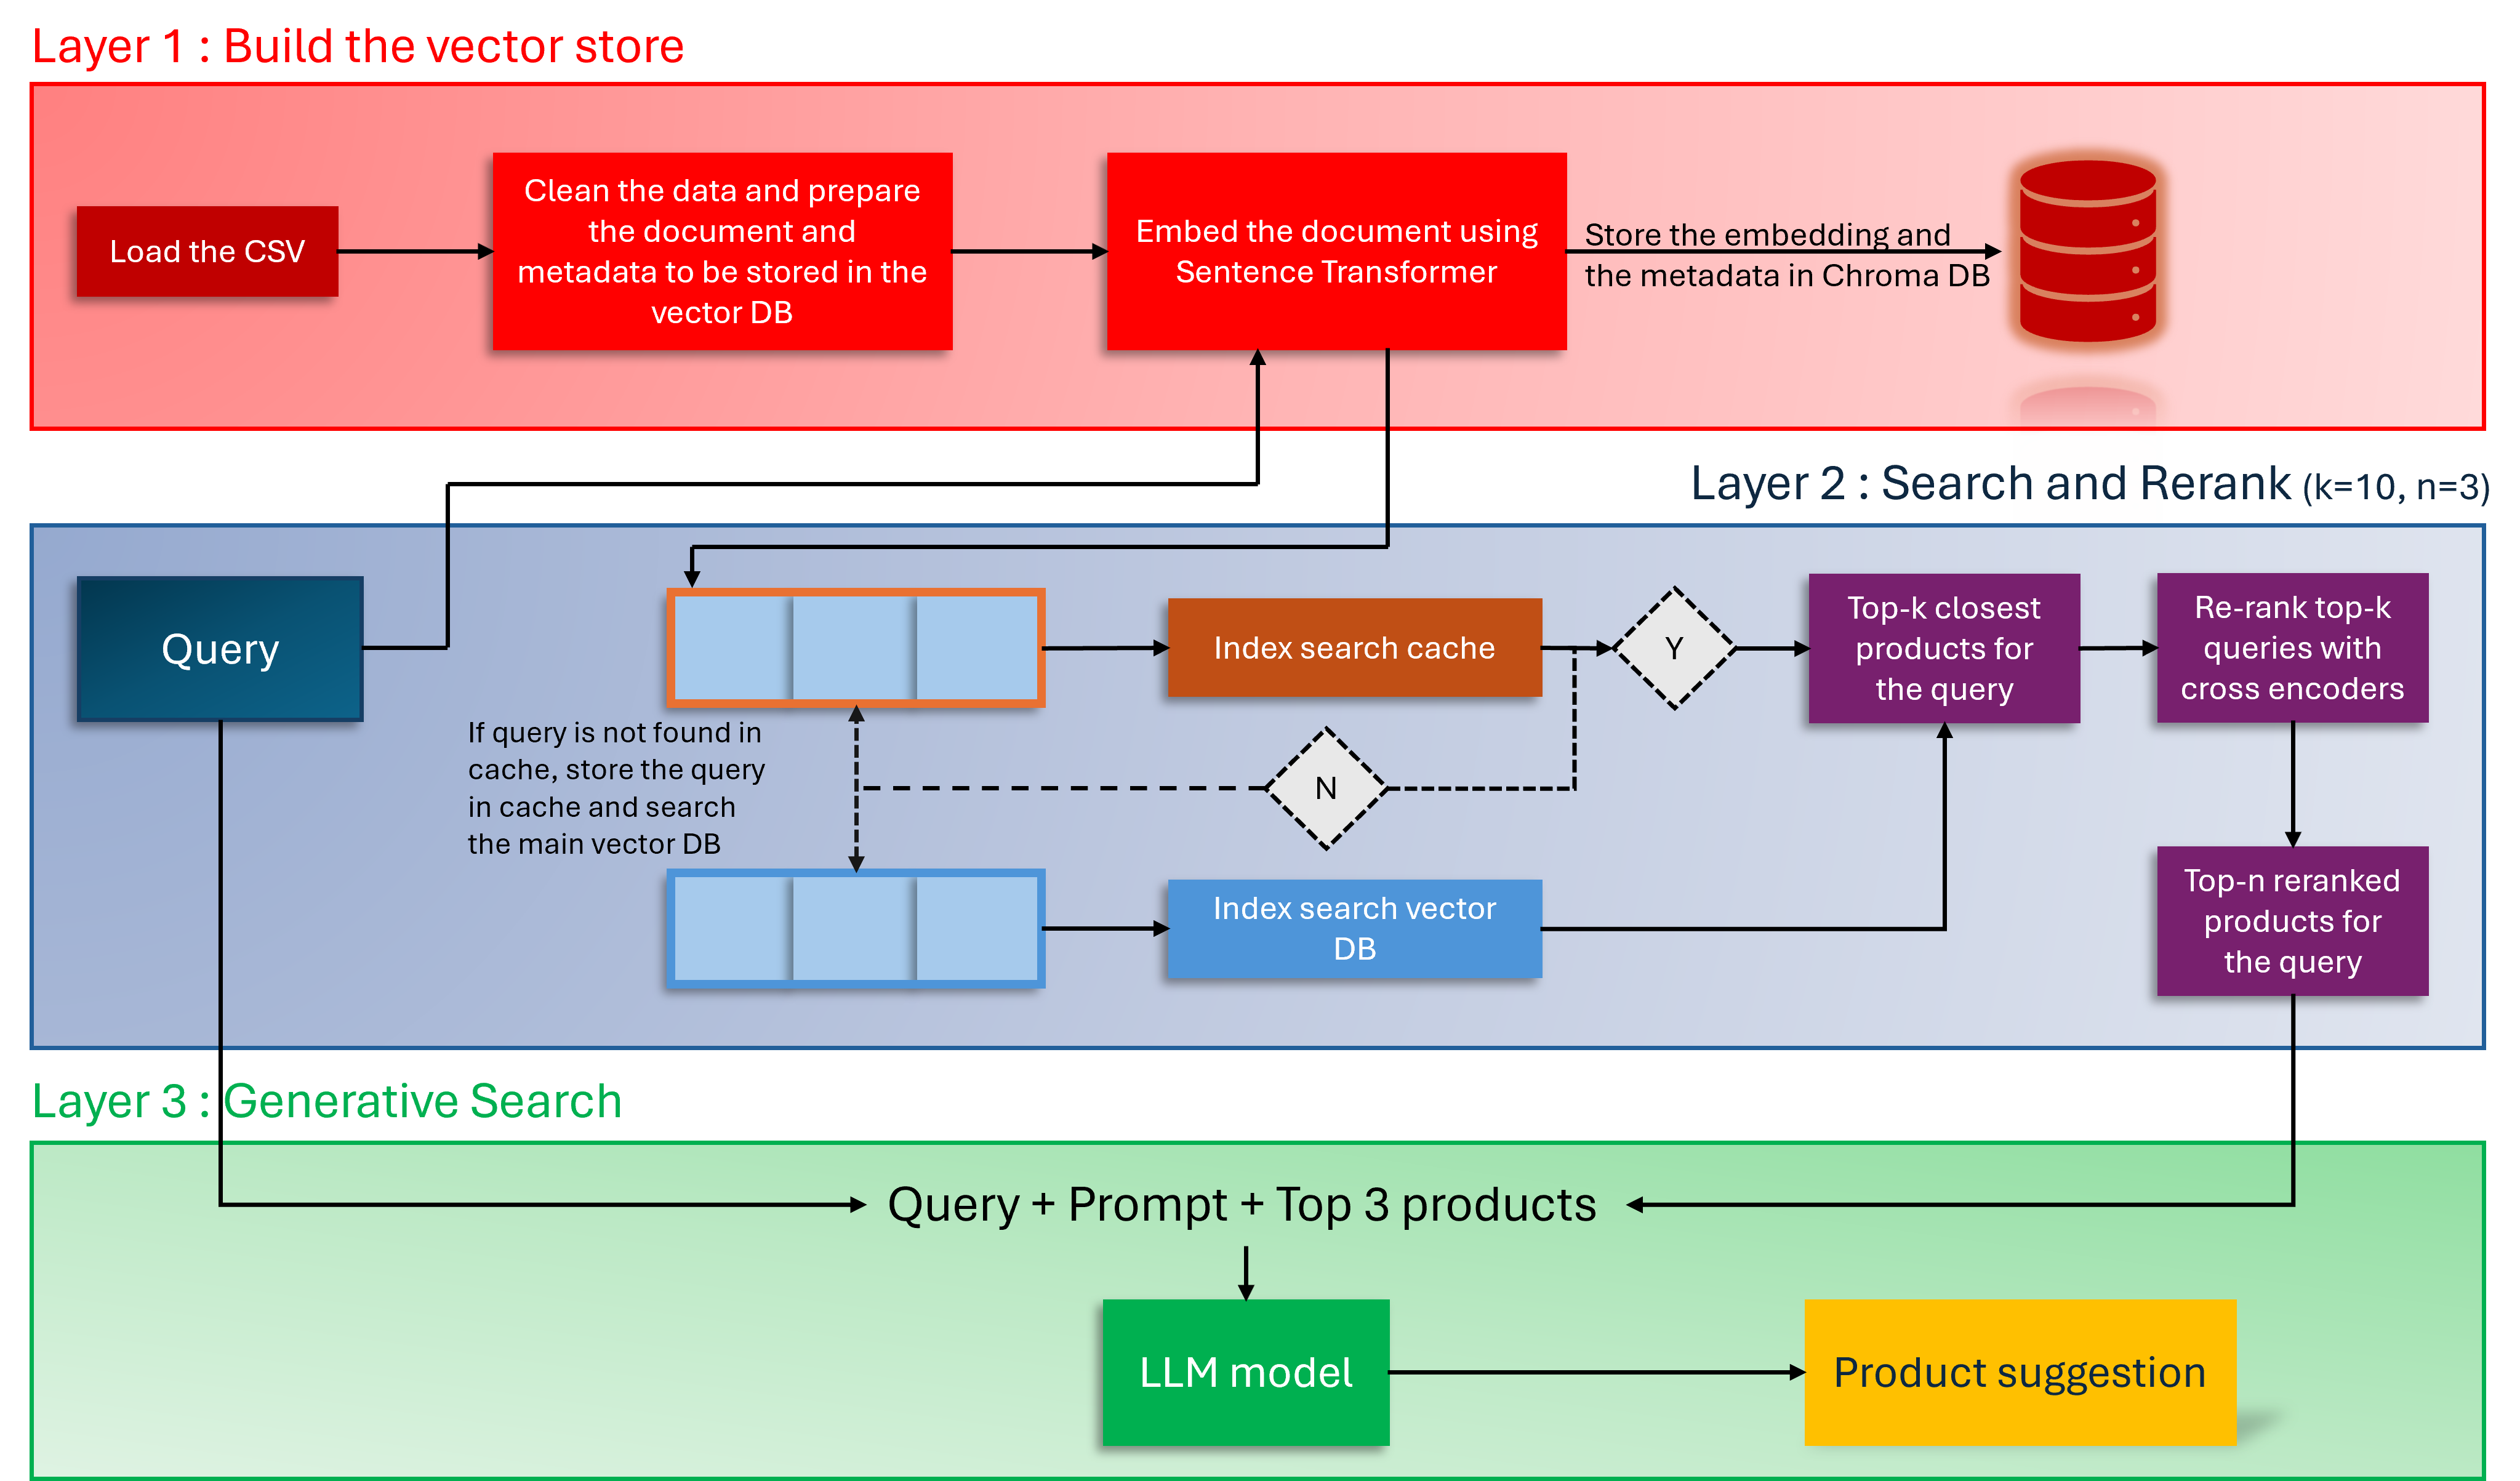 Layer 1 : Build the vector store
Load the CSV
Clean the data and prepare
the document and
metadata to be stored in the
vector DB
Embed the document using
Sentence Transformer
Store the embedding and
the metadata in Chroma DB
Layer 2 : Search and Rerank (k=10, n=3)
Query
Index search cache
Y
Top-k closest
products for
the query
Re-rank top-k
queries with
cross encoders
If query is not found in
cache, store the query
in cache and search
the main vector DB
N
Index search vector
DB
Top-n reranked
products for
the query
Layer 3 : Generative Search
Query + Prompt + Top 3 products
LLM model
Product suggestion